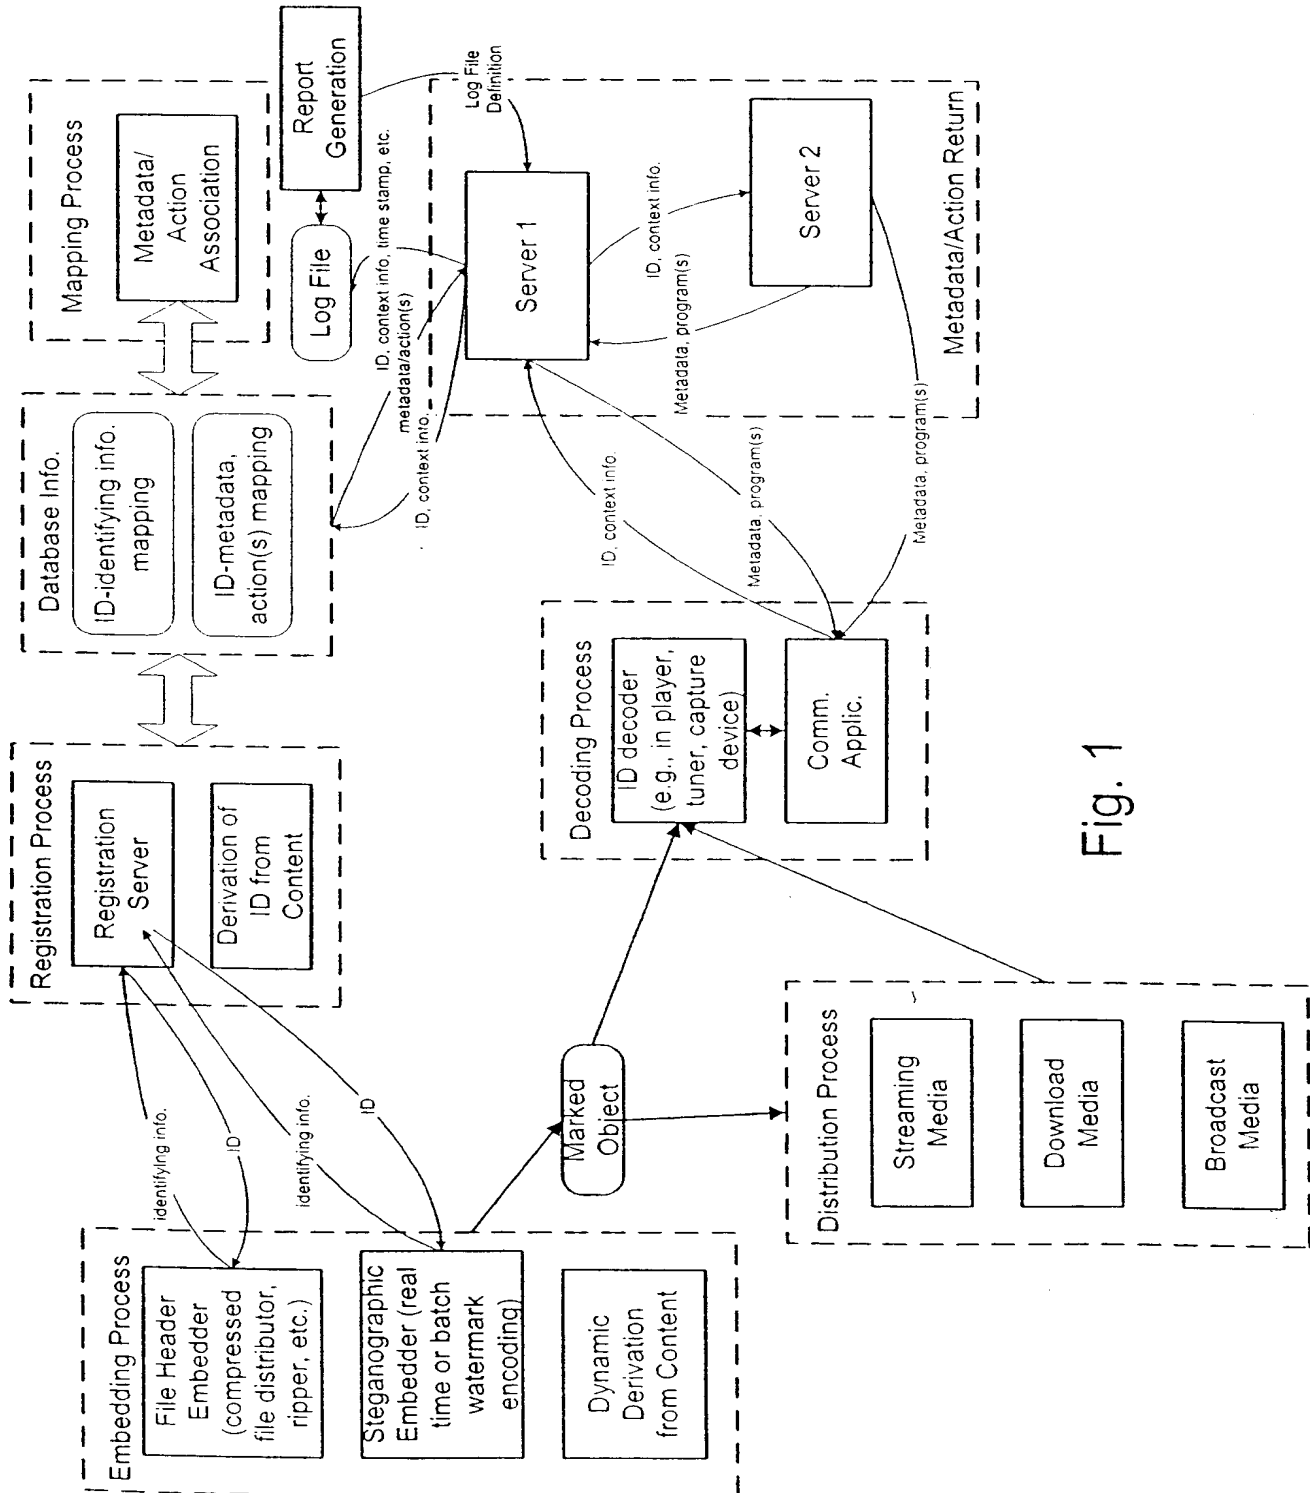 Embedding Process
File Header
Embedder
(compressed
file distributor,
ripper, etc.)
Steganographic
Embedder (real
time or batch
watermark
encoding)
Dynamic
Derivation
from Content
identifying info.
ID
identifying info.
ID
Registration Process
Registration
Server
Derivation of
ID from
Content
Database Info.
ID-identifying info.
mapping
ID-metadata,
action(s) mapping
Mapping Process
Metadata/
Action
Association
Log File
Report
Generation
ID, context info, time stamp, etc.
metadata/action(s)
ID, context info.
Log File
Definition
Server 1
ID, context info.
Metadata, program(s)
Server 2
Metadata/Action Return
ID, context info.
Metadata, program(s)
Metadata, program(s)
Marked
Object
Decoding Process
ID decoder
(e.g., in player,
tuner, capture
device)
Comm.
Applic.
Distribution Process
Streaming
Media
Download
Media
Broadcast
Media
Fig. 1